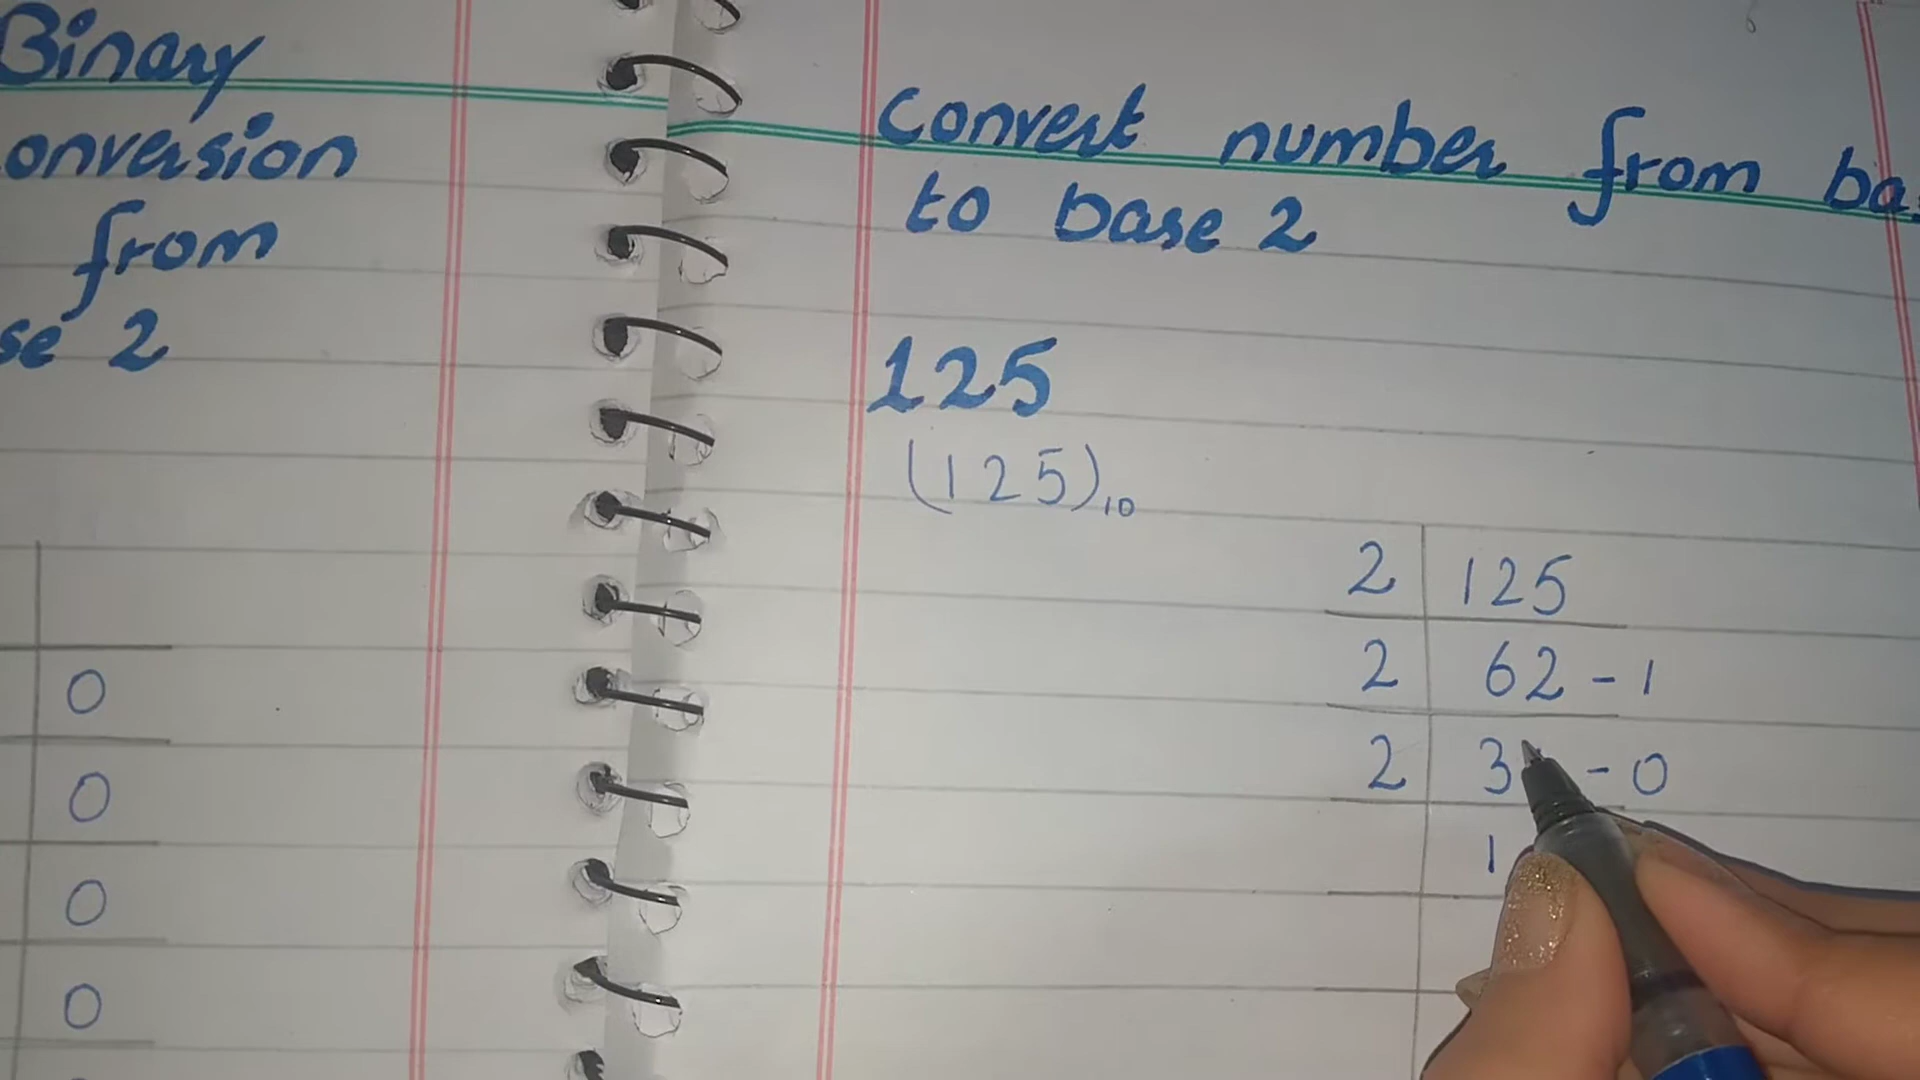 Binary
onversion
from
se 2
0
0
0
0
Convert number from ba
to base 2
125
(125)₁₀
2 125
2 62 - 1
2 3 - 0
1